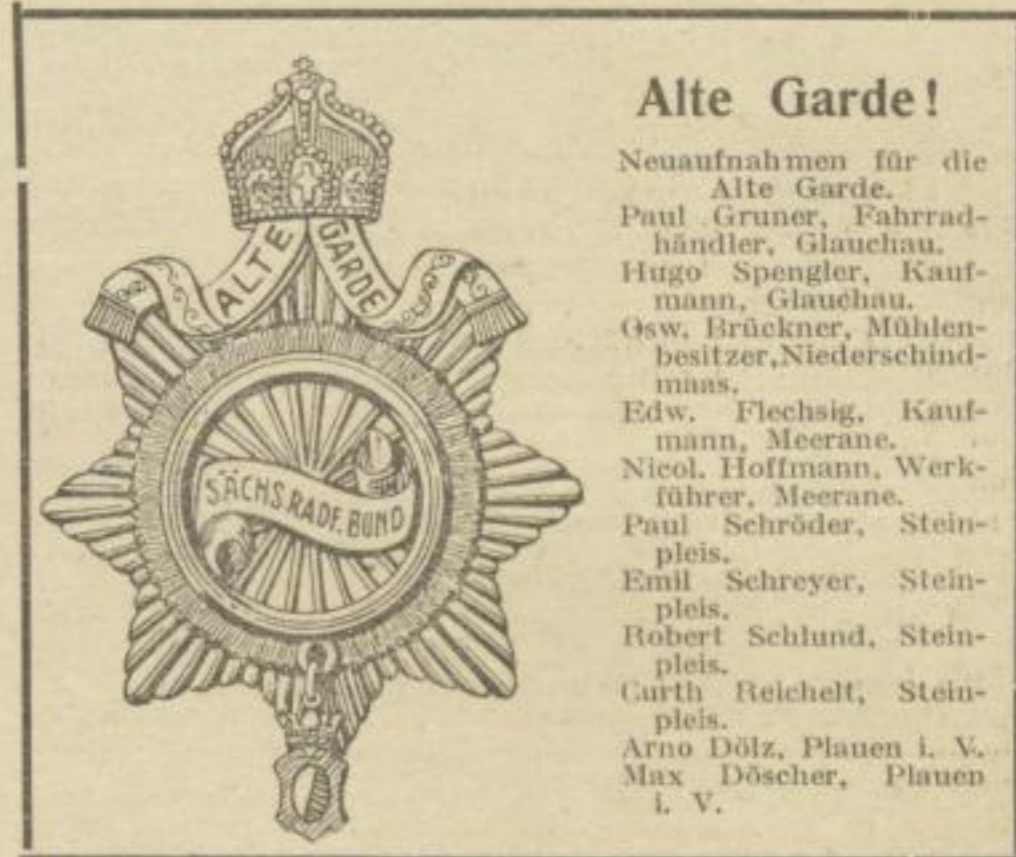 ALTE GARDE
SÄCHS. RADF. BUND
Alte Garde!
Neuaufnahmen für die
Alte Garde.
Paul Gruner, Fahrrad-
händler, Glauchau.
Hugo Spengler, Kauf-
mann, Glauchau.
Osw. Brückner, Mühlen-
besitzer,Niederschind-
maas.
Edw. Flechsig, Kauf-
mann, Meerane.
Nicol. Hoffmann, Werk-
führer, Meerane.
Paul Schröder, Stein-
pleis.
Emil Schreyer, Stein-
pleis.
Robert Schlund, Stein-
pleis.
Curth Reichelt, Stein-
pleis.
Arno Dölz, Plauen i. V.
Max Döscher, Plauen
i. V.